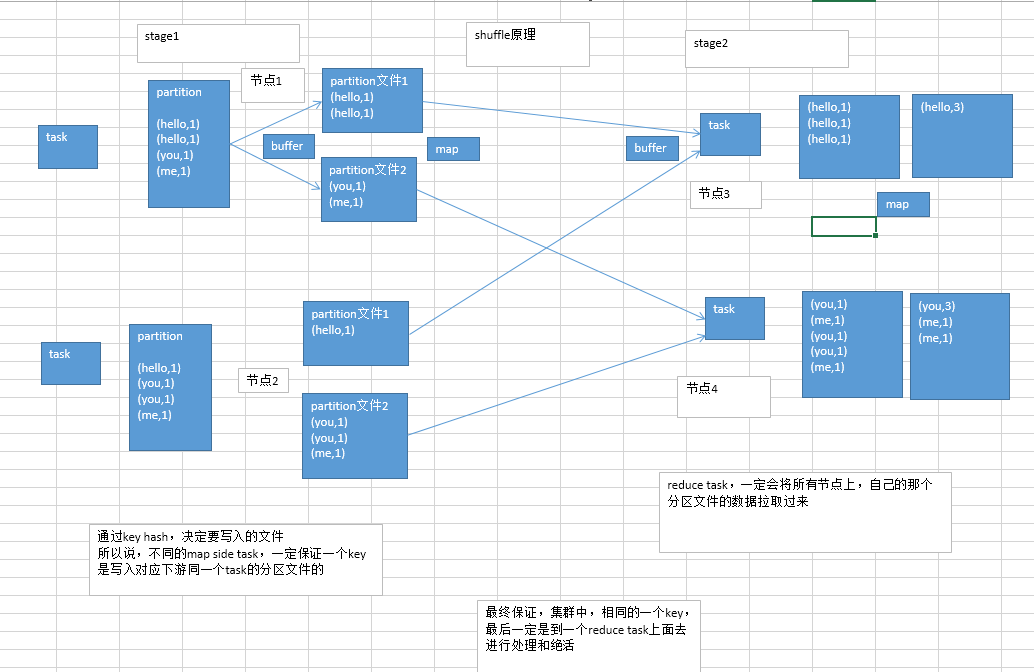 stage1
shuffle原理
stage2
节点1
task
partition
(hello,1)
(hello,1)
(you,1)
(me,1)
buffer
partition文件1
(hello,1)
(hello,1)
map
partition文件2
(you,1)
(me,1)
buffer
task
(hello,1)
(hello,1)
(hello,1)
(hello,3)
节点3
map
task
partition
(hello,1)
(you,1)
(you,1)
(me,1)
节点2
partition文件1
(hello,1)
partition文件2
(you,1)
(you,1)
(me,1)
task
(you,1)
(me,1)
(you,1)
(you,1)
(me,1)
(you,3)
(me,1)
(me,1)
节点4
reduce task，一定会将所有节点上，自己的那个
分区文件的数据拉取过来
通过key hash，决定要写入的文件
所以说，不同的map side task，一定保证一个key
是写入对应下游同一个task的分区文件的
最终保证，集群中，相同的一个key，
最后一定是到一个reduce task上面去
进行处理和绝活